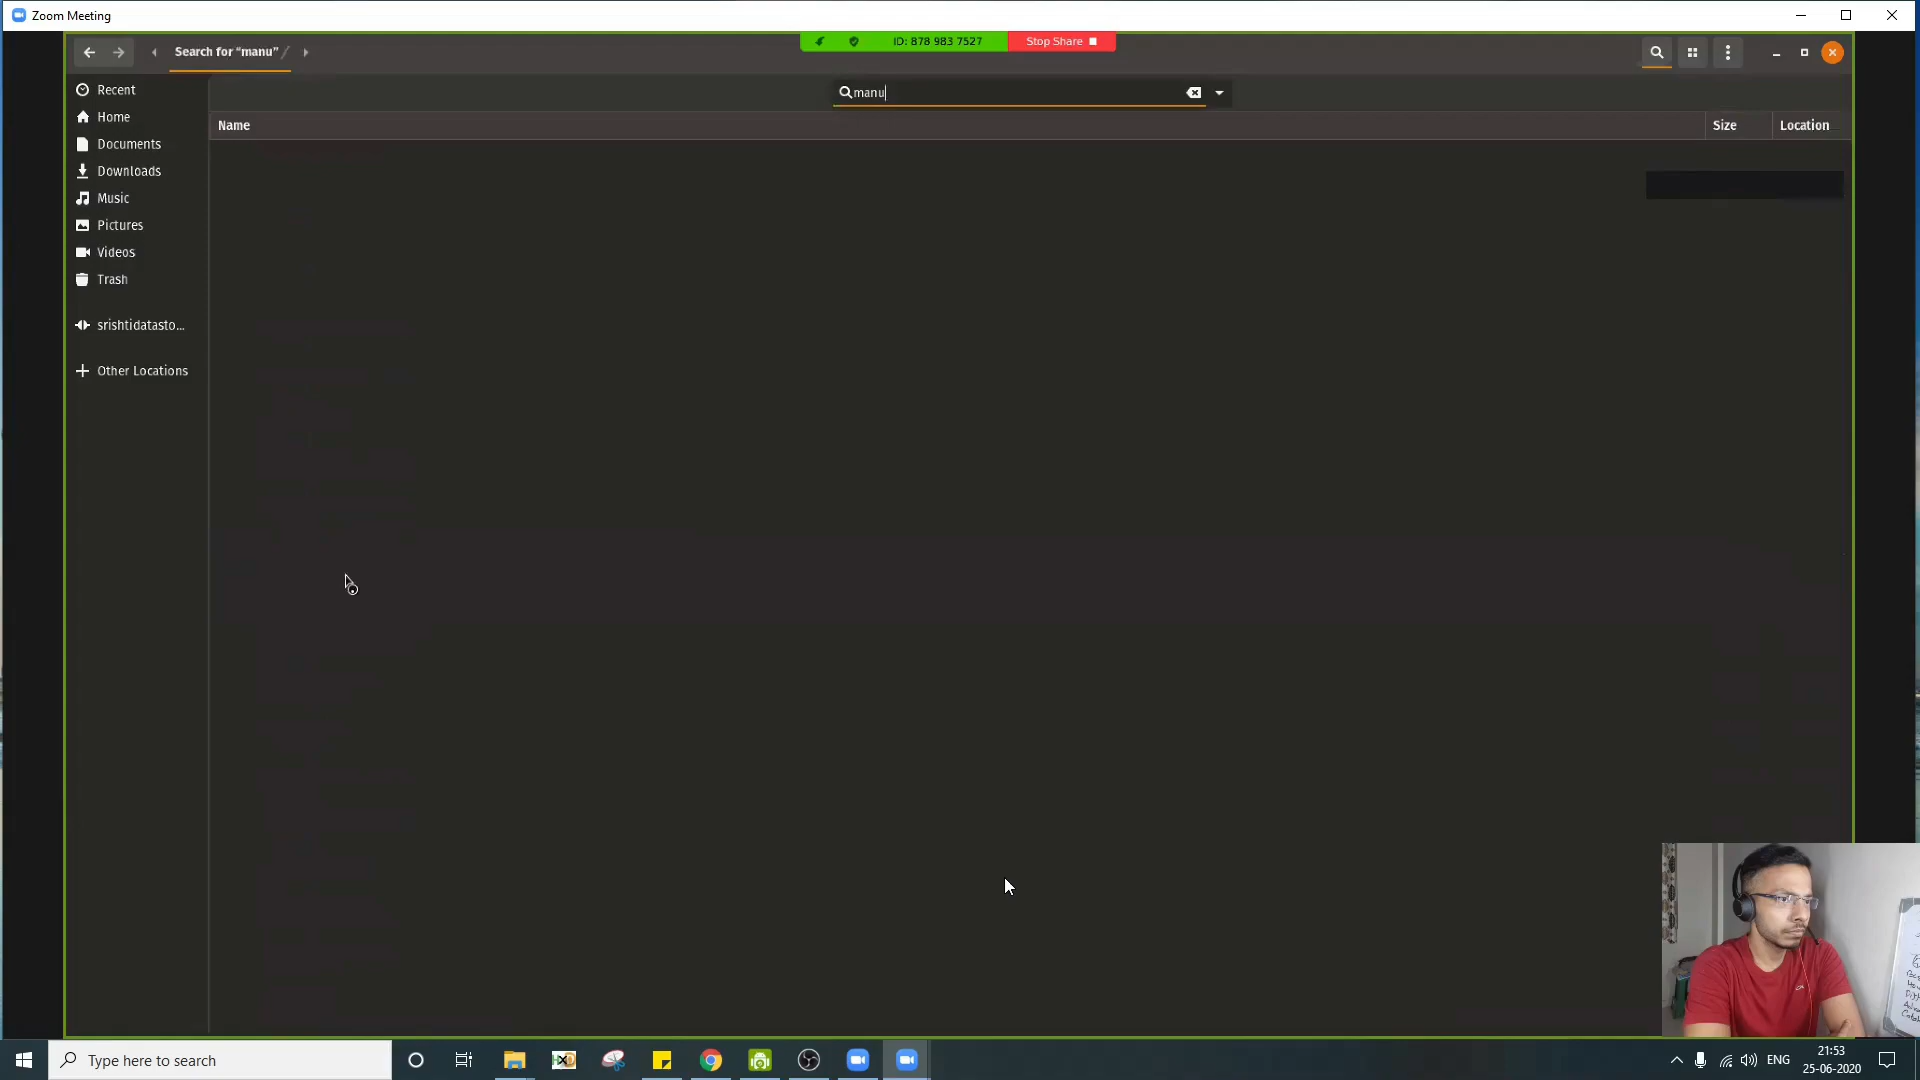 Zoom Meeting
Search for "manu" /
ID: 878 983 7527
Stop Share
manu
Name
Size
Location
Recent
Home
Documents
Downloads
Music
Pictures
Videos
Trash
srishtidatasto...
Other Locations
Type here to search
ENG
21:53
25-06-2020